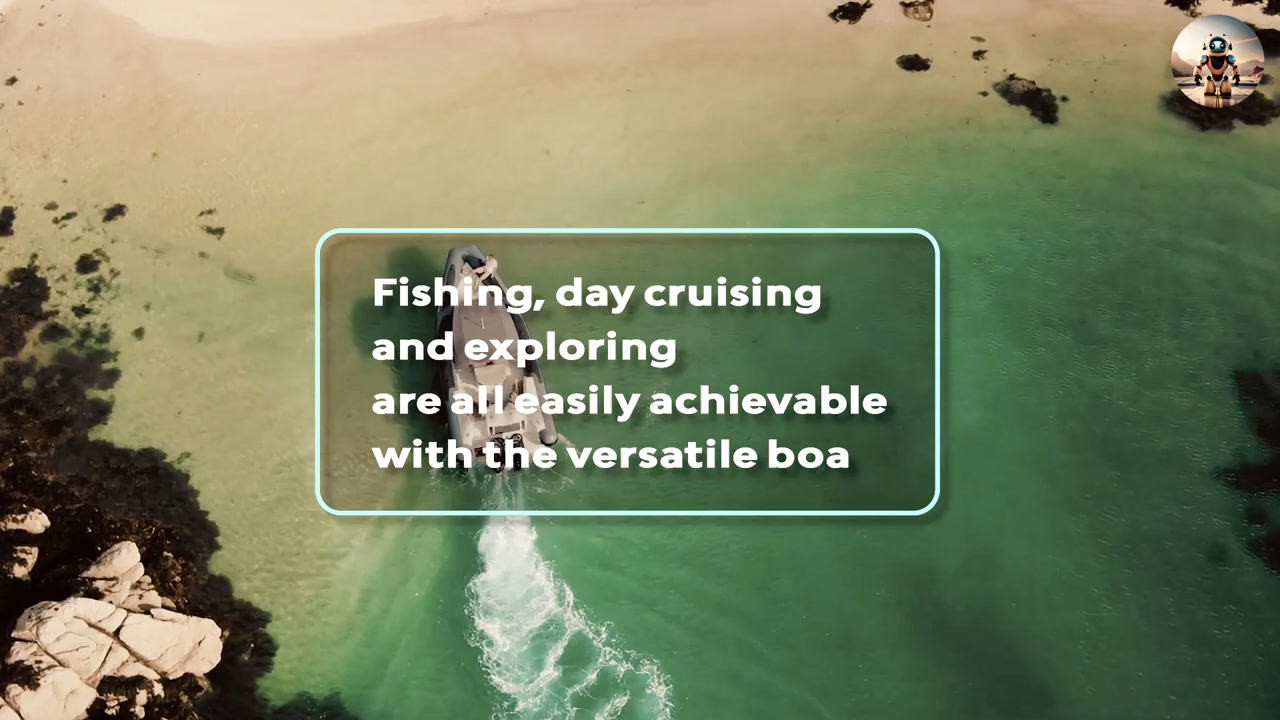 Fishing, day cruising
and exploring
are all easily achievable
with the versatile boa